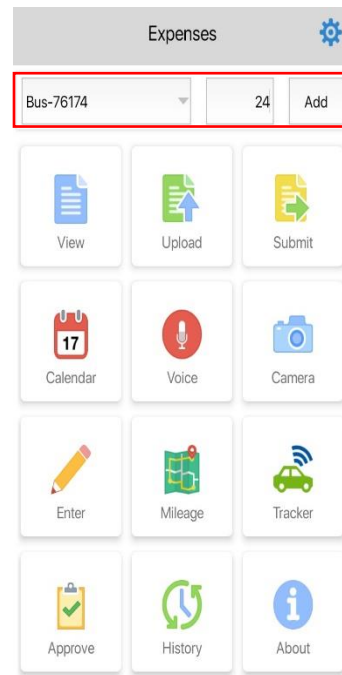 Expenses
Bus-76174 24 Add
View Upload Submit
17
Calendar Voice Camera
Enter Mileage Tracker
Approve History About